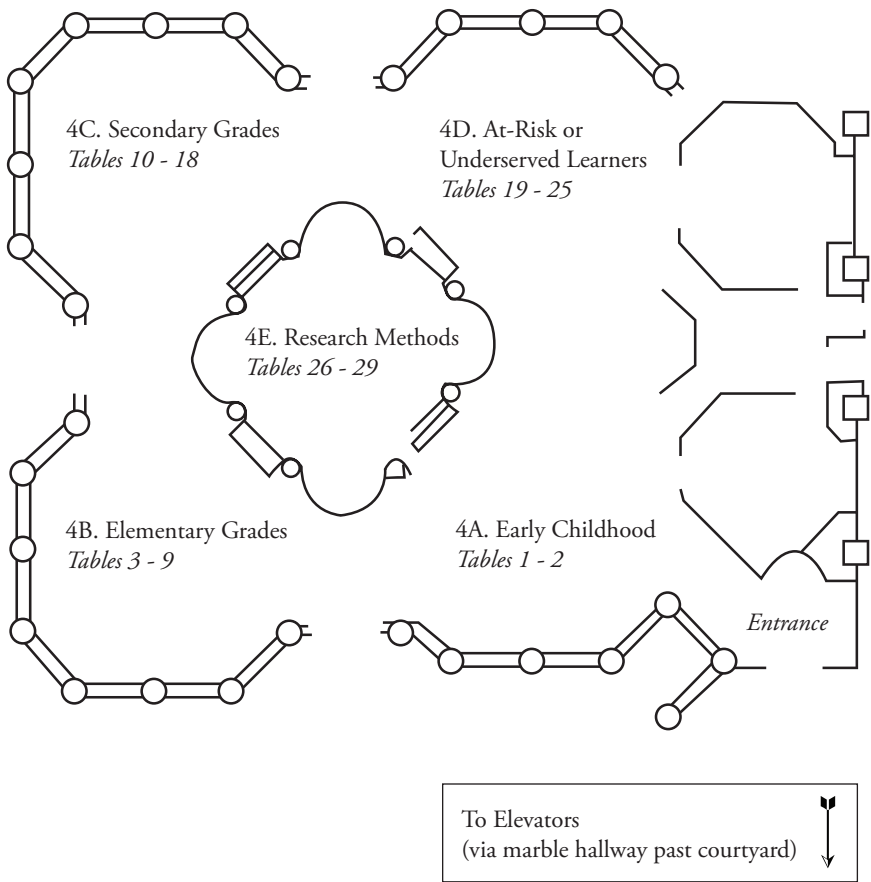 4C. Secondary Grades
Tables 10 - 18
4D. At-Risk or
Underserved Learners
Tables 19 - 25
4E. Research Methods
Tables 26 - 29
4B. Elementary Grades
Tables 3 - 9
4A. Early Childhood
Tables 1 - 2
Entrance
To Elevators
(via marble hallway past courtyard)